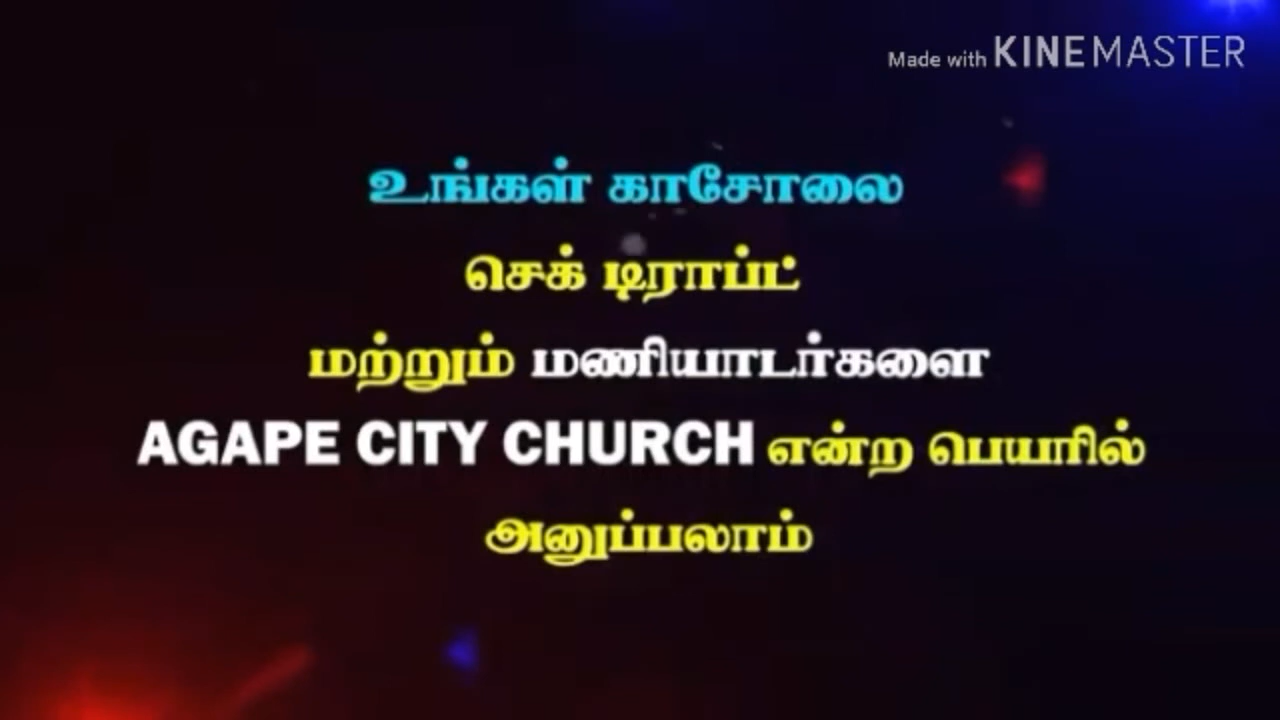 Made with KINEMASTER
உங்கள் காசோலை
செக் டிராப்ட்
மற்றும் மணியாடர்களை
AGAPE CITY CHURCH என்ற பெயரில்
அனுப்பலாம்